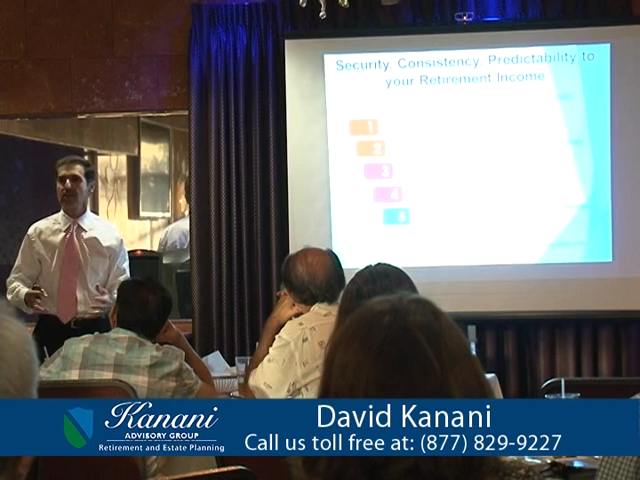 Security, Consistency, Predictability to
your Retirement Income
1
2
3
4
Kanani
ADVISORY GROUP
Retirement and Estate Planning
David Kanani
Call us toll free at: (877) 829-9227